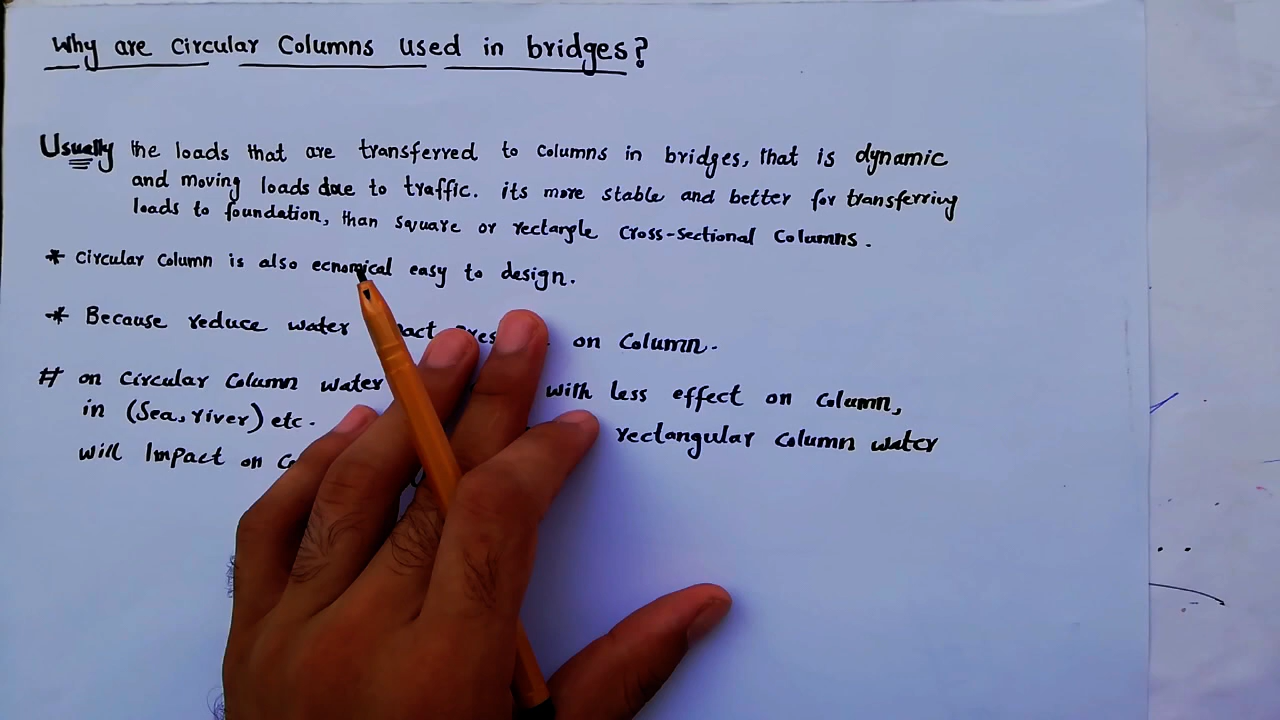 Why are Circular Columns used in bridges?
Usually the loads that are transferred to columns in bridges, that is dynamic
and moving loads due to traffic. its more stable and better for transferring
loads to foundation, than square or rectangle cross-sectional columns.
* Circular column is also ecnomical easy to design.
* Because reduce water on column.
# on circular column water with less effect on column,
in (sea, river) etc. rectangular column water
will Impact on